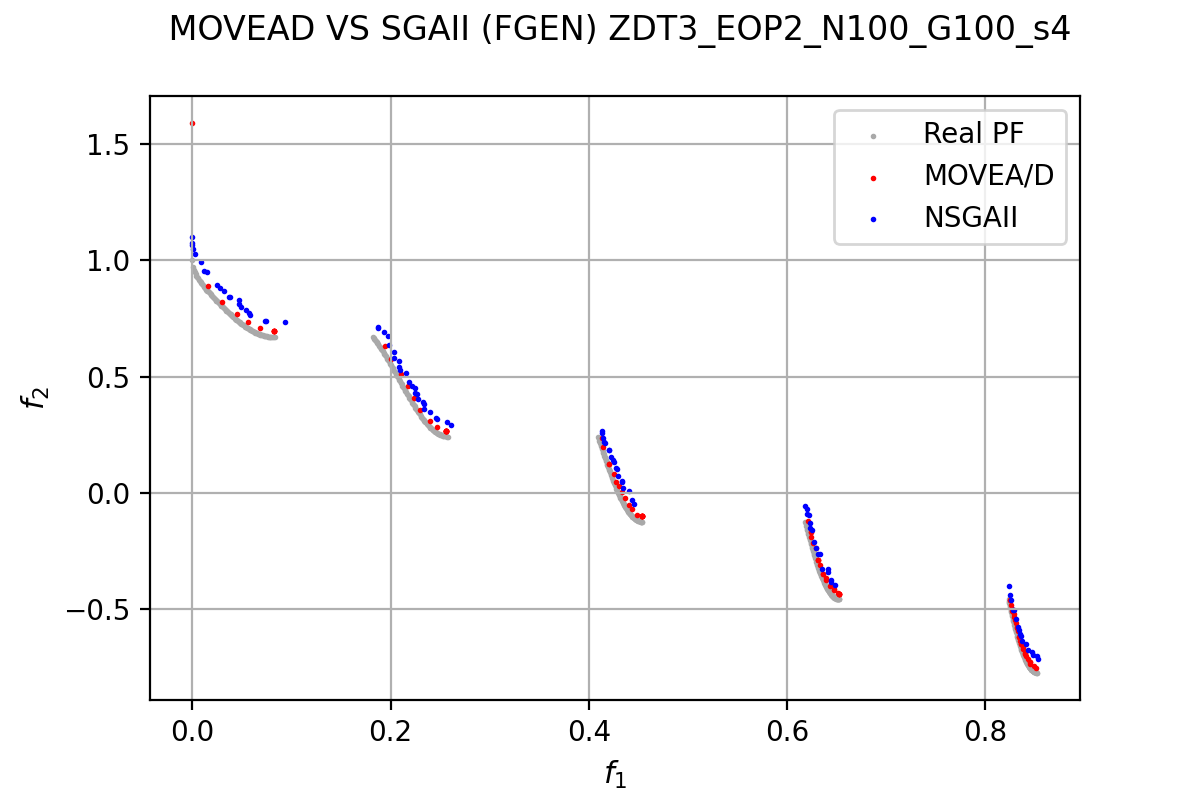 MOVEAD VS SGAII (FGEN) ZDT3_EOP2_N100_G100_s4
Real PF
MOVEA/D
NSGAII
1.5
1.0
0.5
0.0
−0.5
f2
0.0 0.2 0.4 0.6 0.8
f1